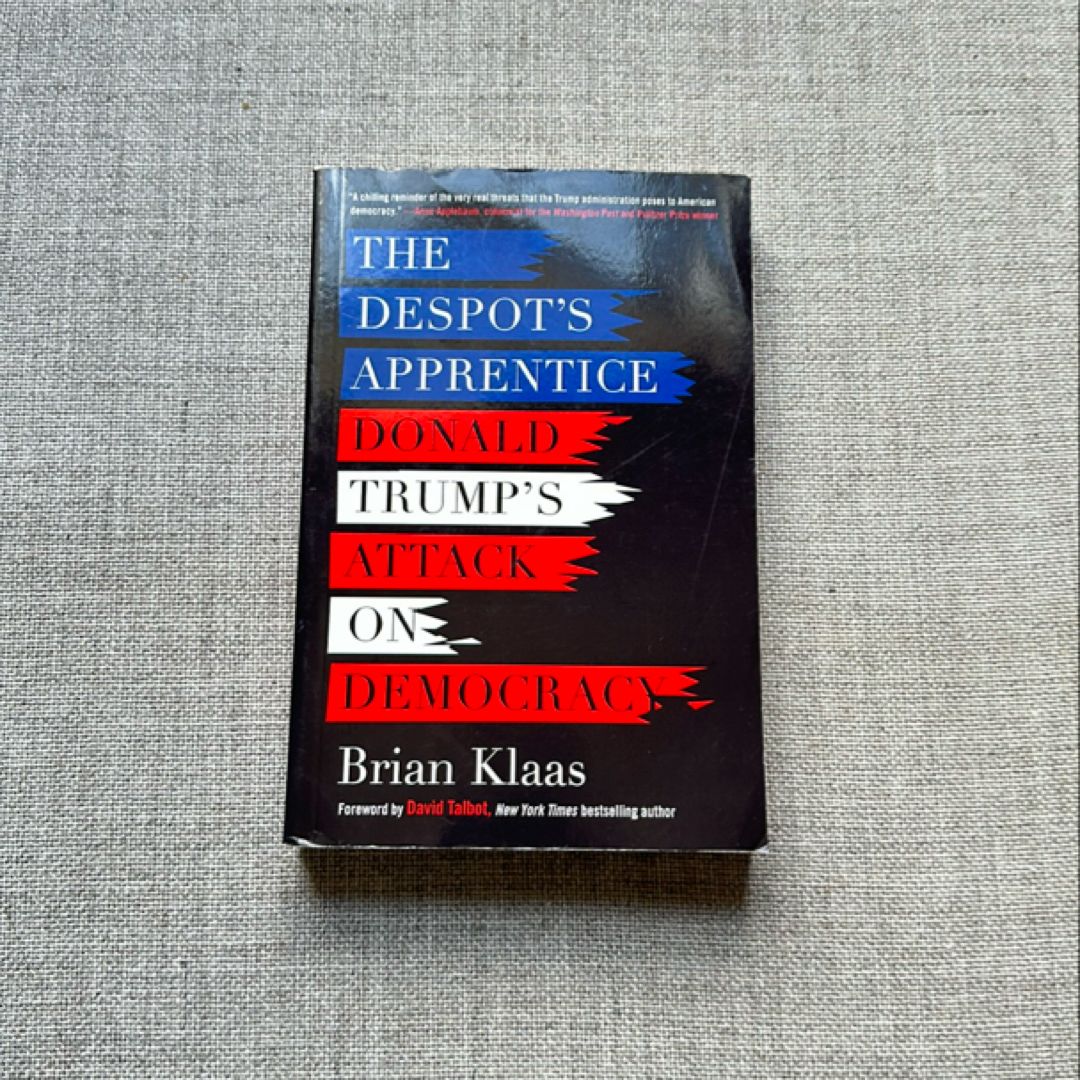 "A chilling reminder of the very real threats that the Trump administration poses to American
democracy." —Anne Applebaum, columnist for the Washington Post and Pulitzer Prize winner
THE
DESPOT'S
APPRENTICE
DONALD
TRUMP'S
ATTACK
ON
DEMOCRACY
Brian Klaas
Foreword by David Talbot, New York Times bestselling author